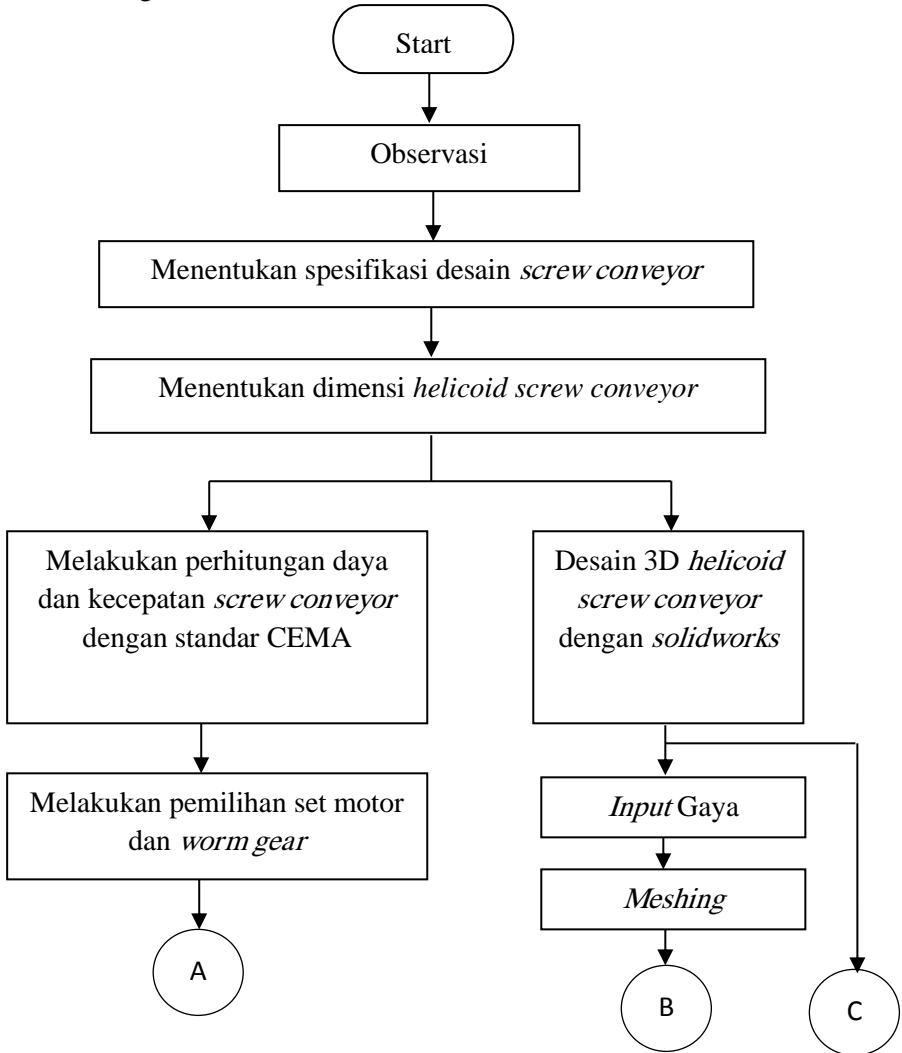 Start
Observasi
Menentukan spesifikasi desain screw conveyor
Menentukan dimensi helicoid screw conveyor
Melakukan perhitungan daya
dan kecepatan screw conveyor
dengan standar CEMA
Desain 3D helicoid
screw conveyor
dengan solidworks
Melakukan pemilihan set motor
dan worm gear
Input Gaya
Meshing
A
B
C